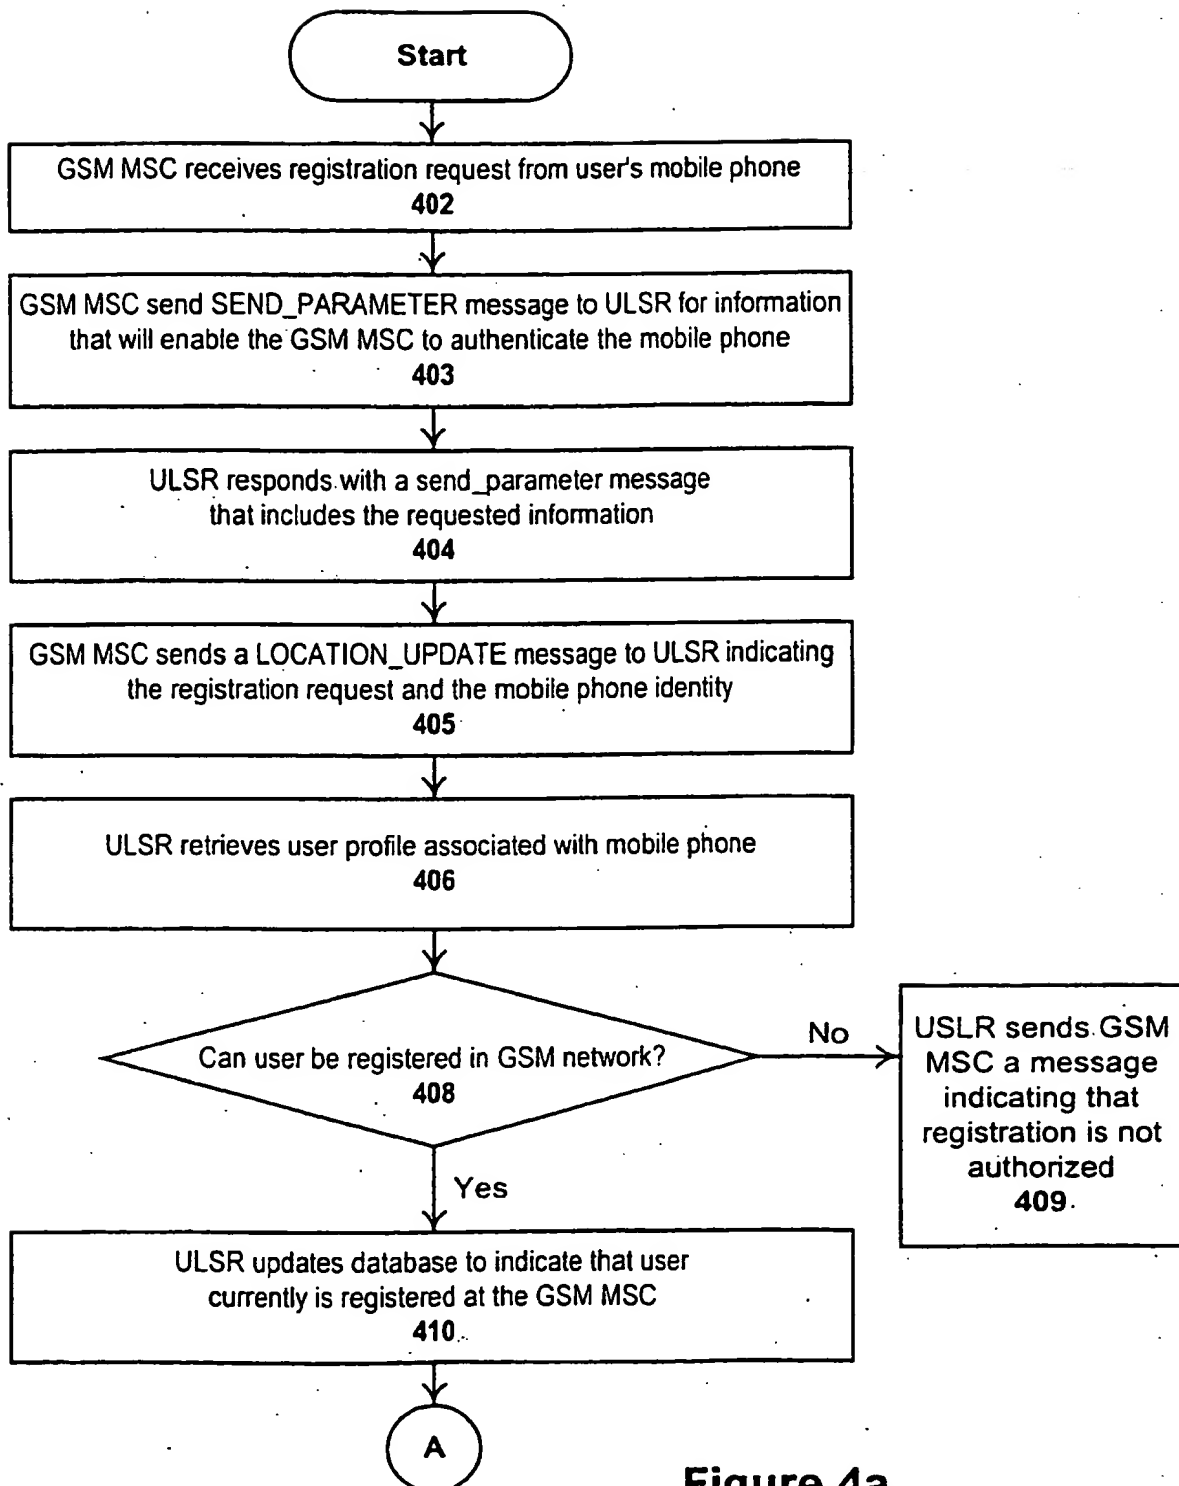 Start
GSM MSC receives registration request from user's mobile phone
402
GSM MSC send SEND_PARAMETER message to ULSR for information
that will enable the GSM MSC to authenticate the mobile phone
403
ULSR responds with a send_parameter message
that includes the requested information
404
GSM MSC sends a LOCATION_UPDATE message to ULSR indicating
the registration request and the mobile phone identity
405
ULSR retrieves user profile associated with mobile phone
406
Can user be registered in GSM network?
408
No
USLR sends GSM
MSC a message
indicating that
registration is not
authorized
409
Yes
ULSR updates database to indicate that user
currently is registered at the GSM MSC
410
A
Figure 4a